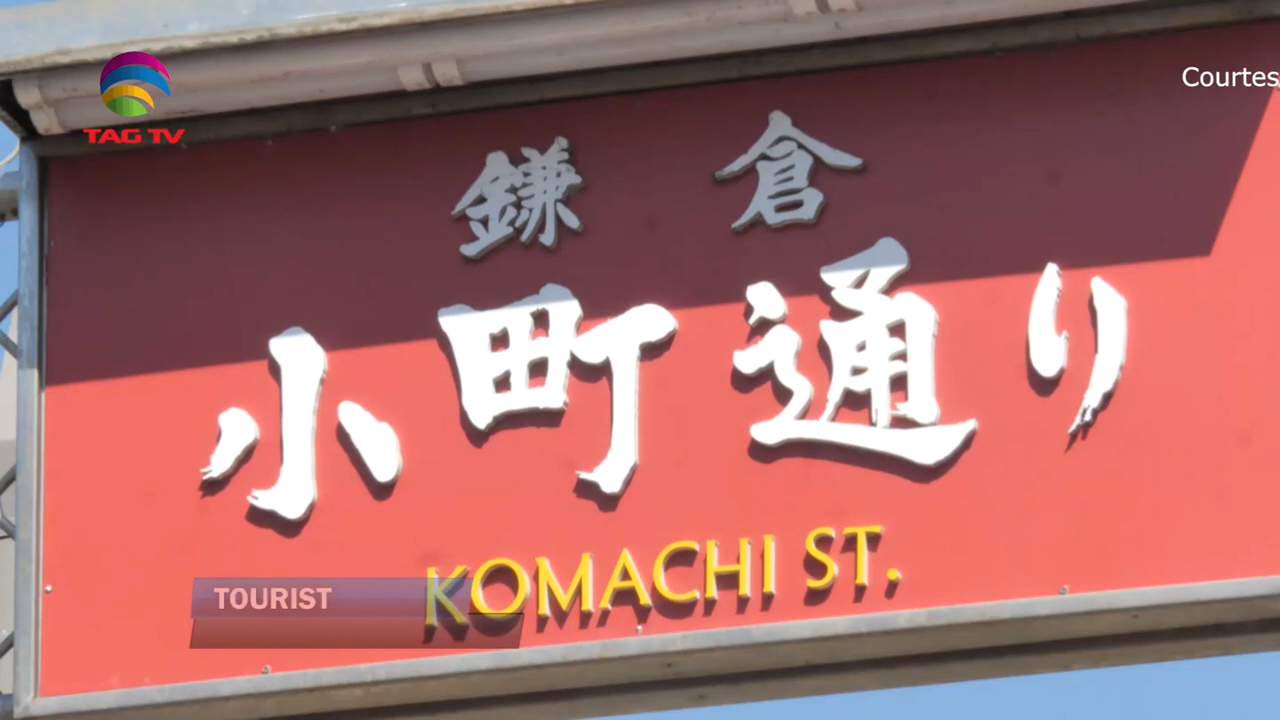 TAG TV
Courtes
鎌倉
小町通り
KOMACHI ST.
TOURIST